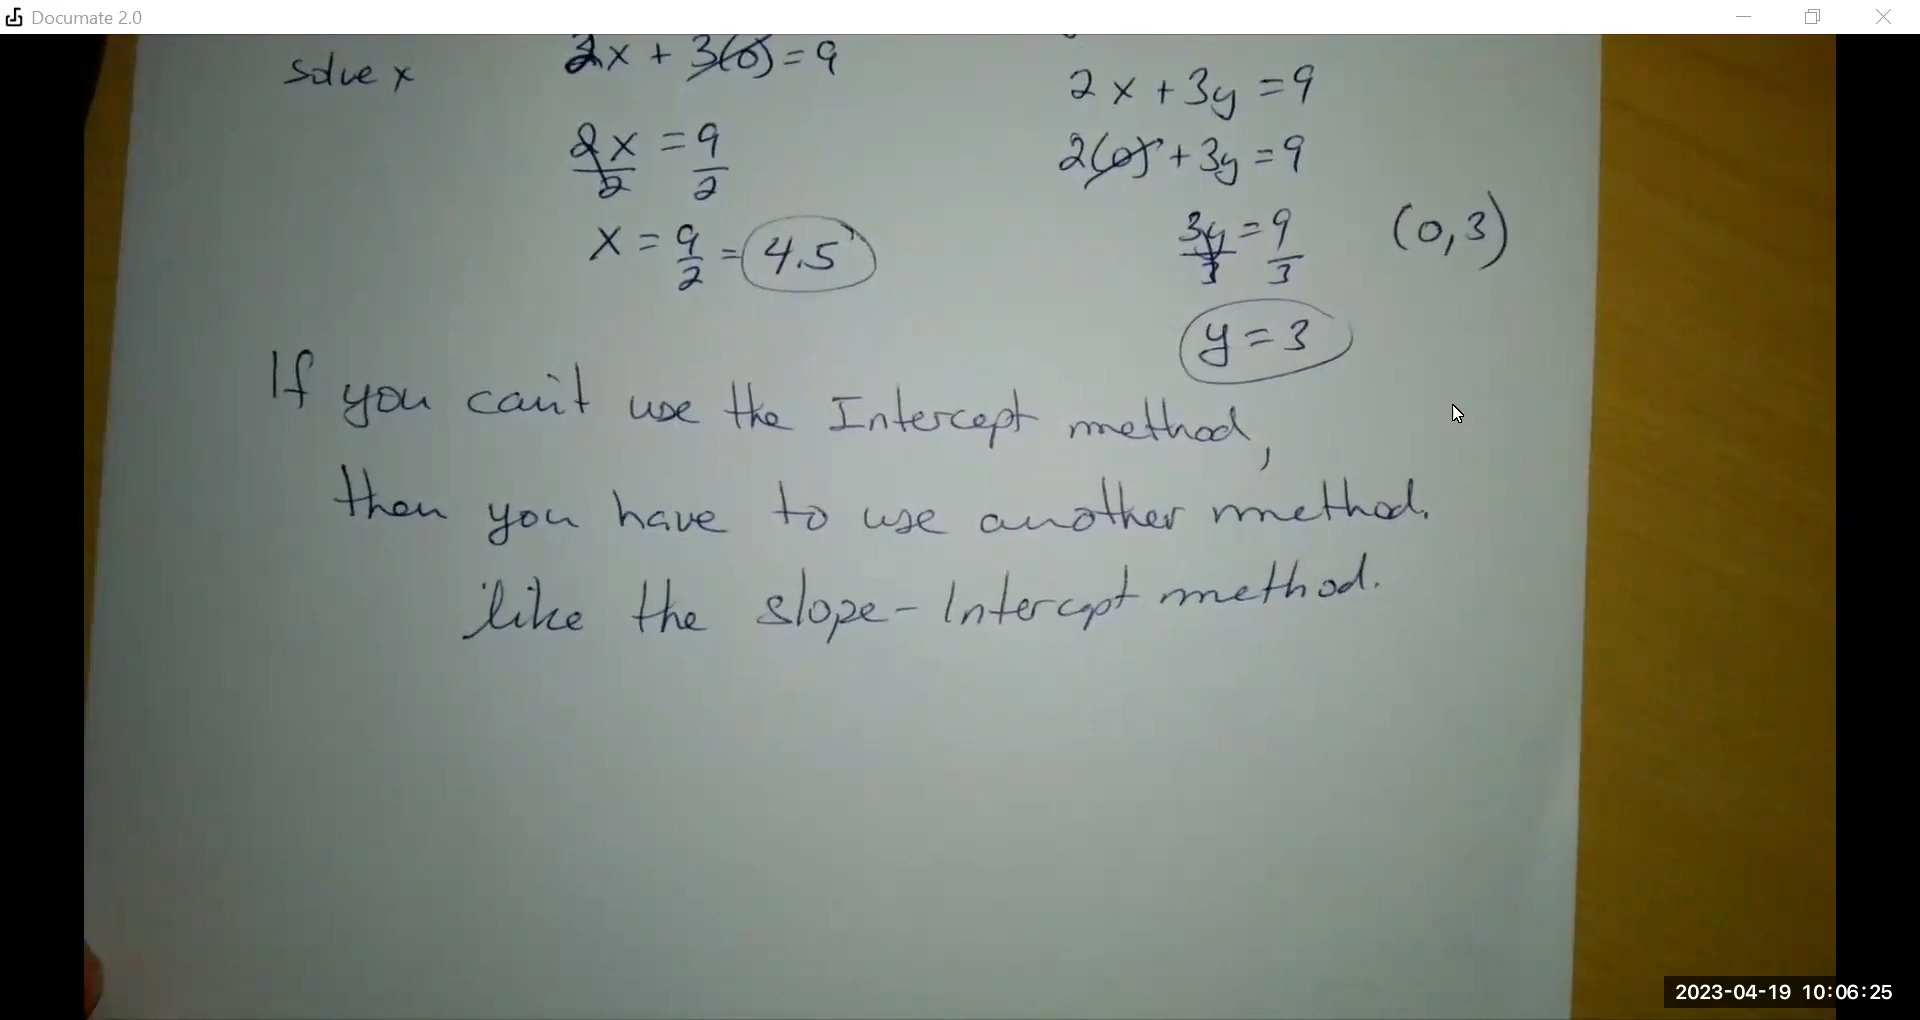 Documate 2.0
solve x
2x + 3(0) = 9
2x/2 = 9/2
x = 9/2 = 4.5
2x + 3y = 9
2(0) + 3y = 9
3y/3 = 9/3
(0,3)
y = 3
If you can't use the Intercept method,
then you have to use another method.
like the slope-Intercept method.
2023-04-19 10:06:25